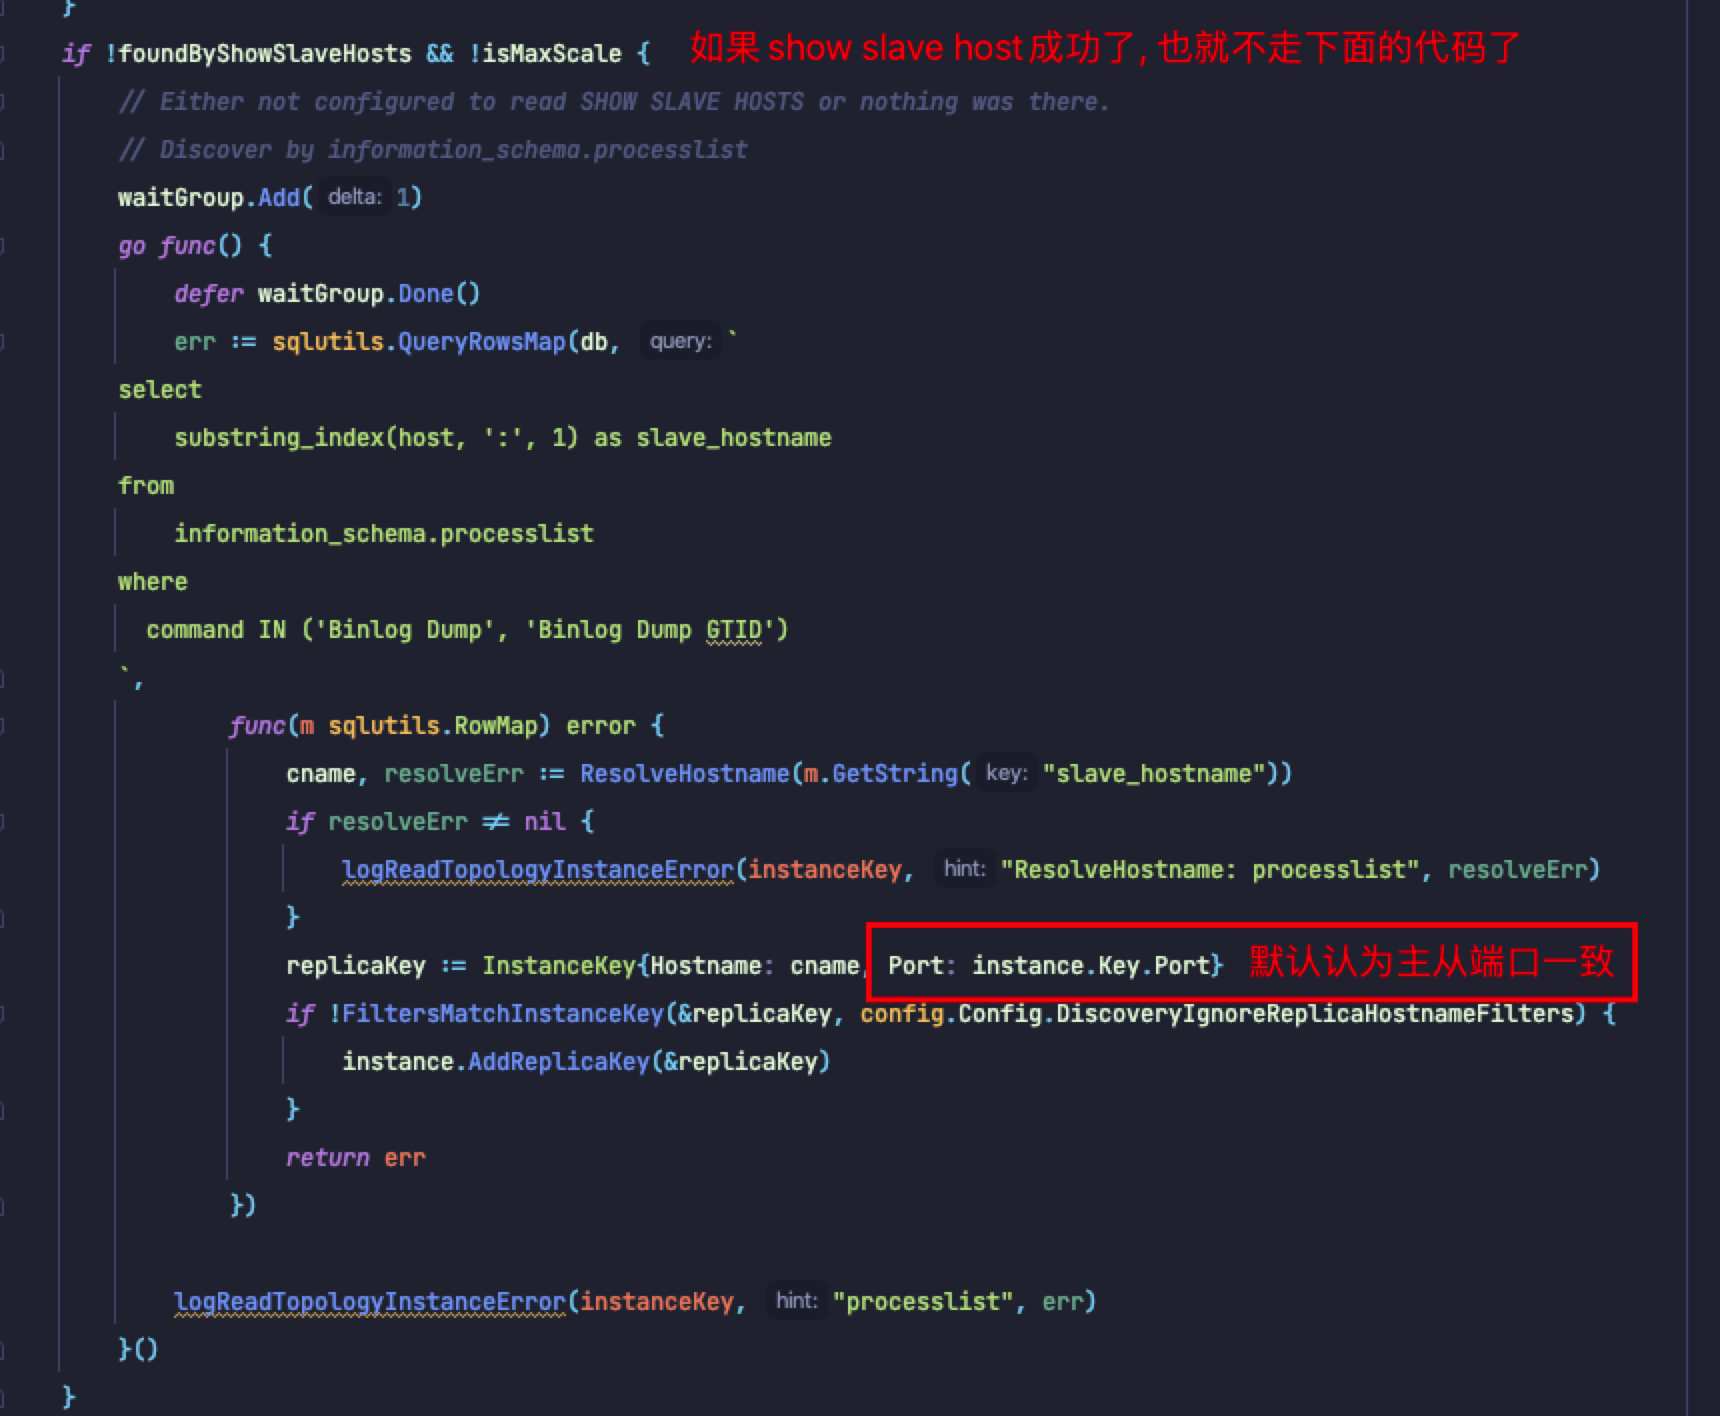 }
if !foundByShowSlaveHosts && !isMaxScale { 如果 show slave host成功了, 也就不走下面的代码了
// Either not configured to read SHOW SLAVE HOSTS or nothing was there.
// Discover by information_schema.processlist
waitGroup.Add( delta: 1)
go func() {
defer waitGroup.Done()
err := sqlutils.QueryRowsMap(db, query: `
select
substring_index(host, ':', 1) as slave_hostname
from
information_schema.processlist
where
command IN ('Binlog Dump', 'Binlog Dump GTID')
`,
func(m sqlutils.RowMap) error {
cname, resolveErr := ResolveHostname(m.GetString( key: "slave_hostname"))
if resolveErr ≠ nil {
logReadTopologyInstanceError(instanceKey, hint: "ResolveHostname: processlist", resolveErr)
}
replicaKey := InstanceKey{Hostname: cname, Port: instance.Key.Port} 默认认为主从端口一致
if !FiltersMatchInstanceKey(&replicaKey, config.Config.DiscoveryIgnoreReplicaHostnameFilters) {
instance.AddReplicaKey(&replicaKey)
}
return err
})
logReadTopologyInstanceError(instanceKey, hint: "processlist", err)
}()
}